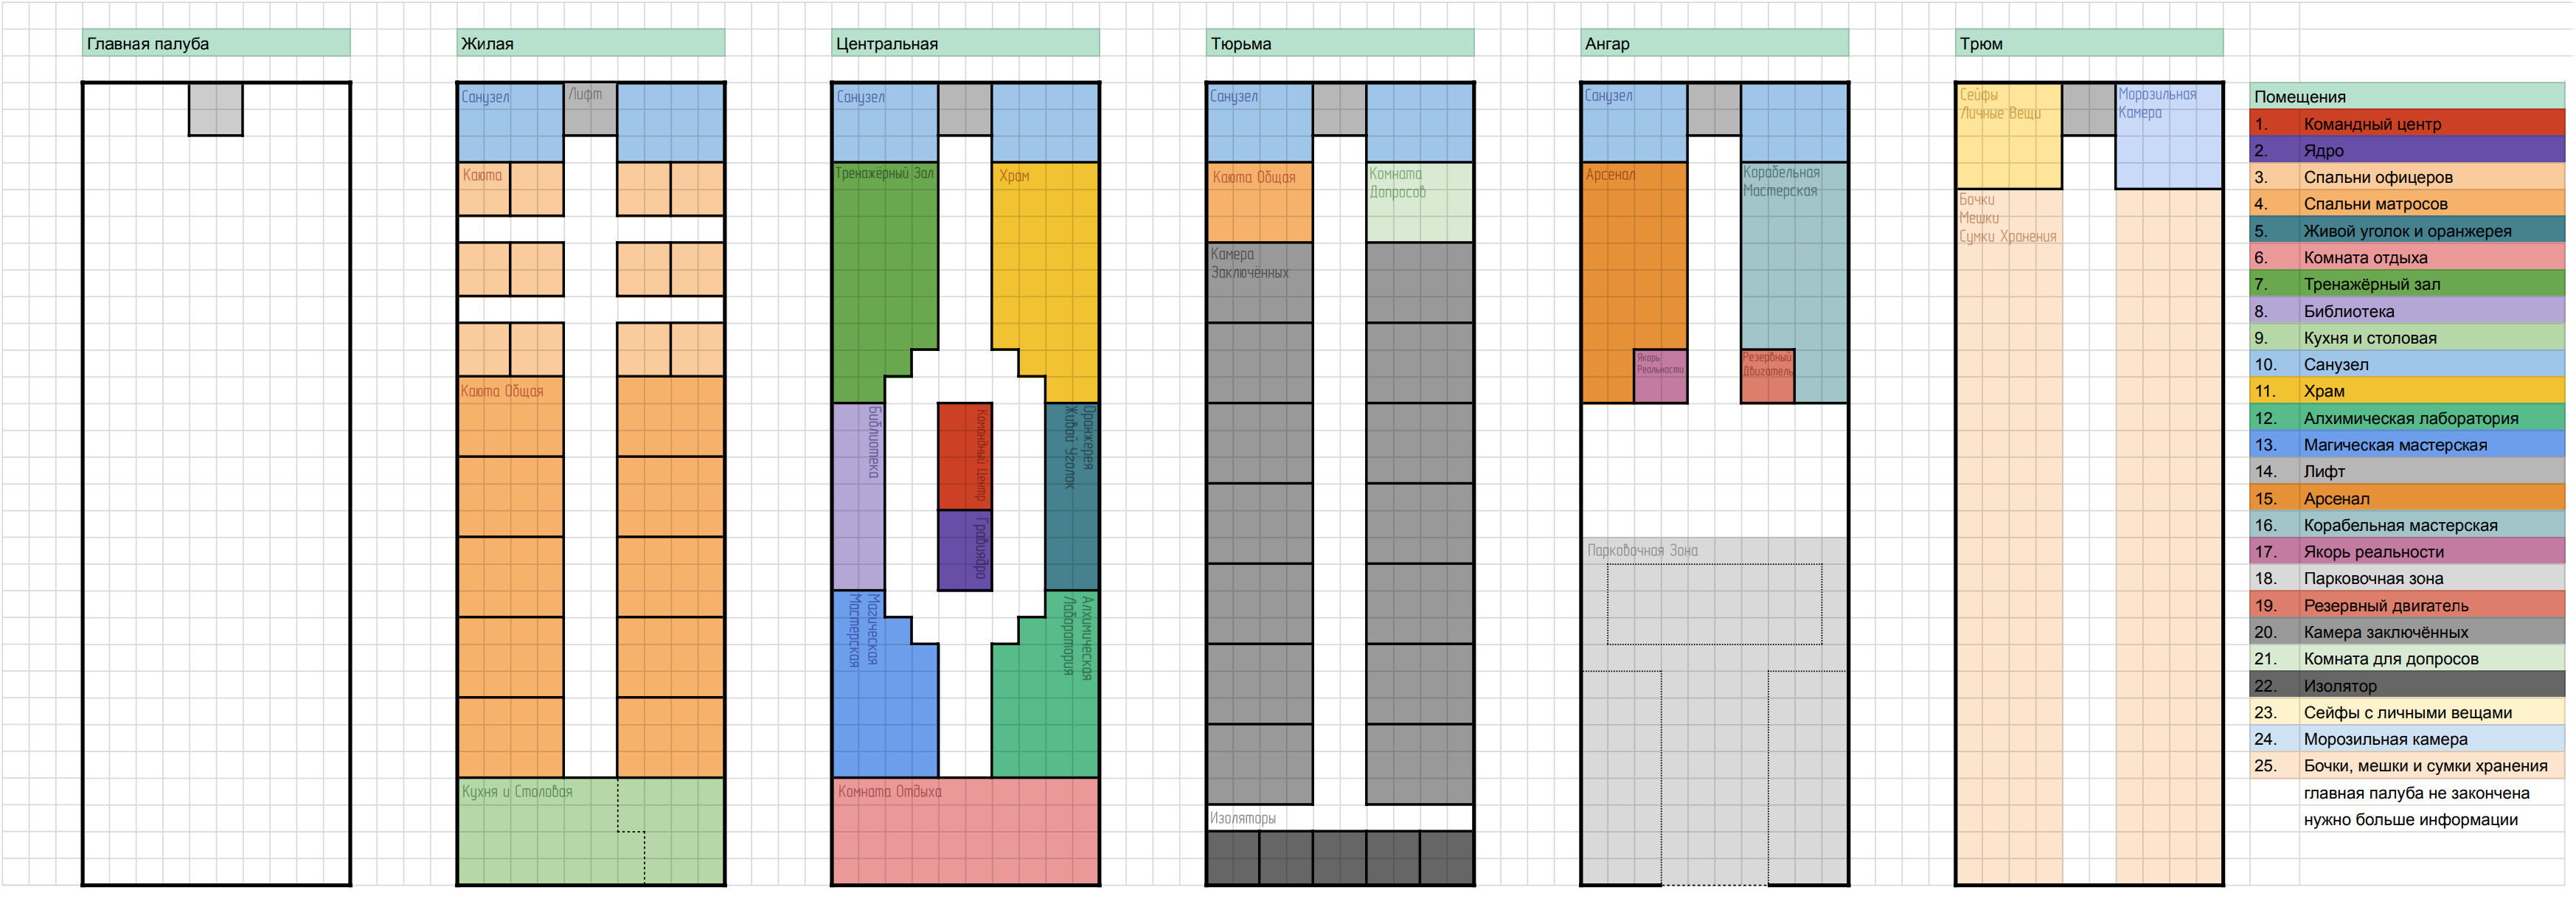 Главная палуба
Жилая
Центральная
Тюрьма
Ангар
Трюм
Санузел
Лифт
Каюта
Каюта Общая
Кухня и Столовая
Санузел
Тренажёрный Зал
Храм
Библиотека
Командный Центр
Гравиядро
Оранжерея
Живой Уголок
Магическая
Мастерская
Алхимическая
Лаборатория
Комната Отдыха
Санузел
Каюта Общая
Комната
Допросов
Камера
Заключённых
Изоляторы
Санузел
Арсенал
Корабельная
Мастерская
Якорь
Реальности
Резервный
Двигатель
Парковочная Зона
Сейфы
Личные Вещи
Морозильная
Камера
Бочки
Мешки
Сумки Хранения
Помещения
1. Командный центр
2. Ядро
3. Спальни офицеров
4. Спальни матросов
5. Живой уголок и оранжерея
6. Комната отдыха
7. Тренажёрный зал
8. Библиотека
9. Кухня и столовая
10. Санузел
11. Храм
12. Алхимическая лаборатория
13. Магическая мастерская
14. Лифт
15. Арсенал
16. Корабельная мастерская
17. Якорь реальности
18. Парковочная зона
19. Резервный двигатель
20. Камера заключённых
21. Комната для допросов
22. Изолятор
23. Сейфы с личными вещами
24. Морозильная камера
25. Бочки, мешки и сумки хранения
главная палуба не закончена
нужно больше информации